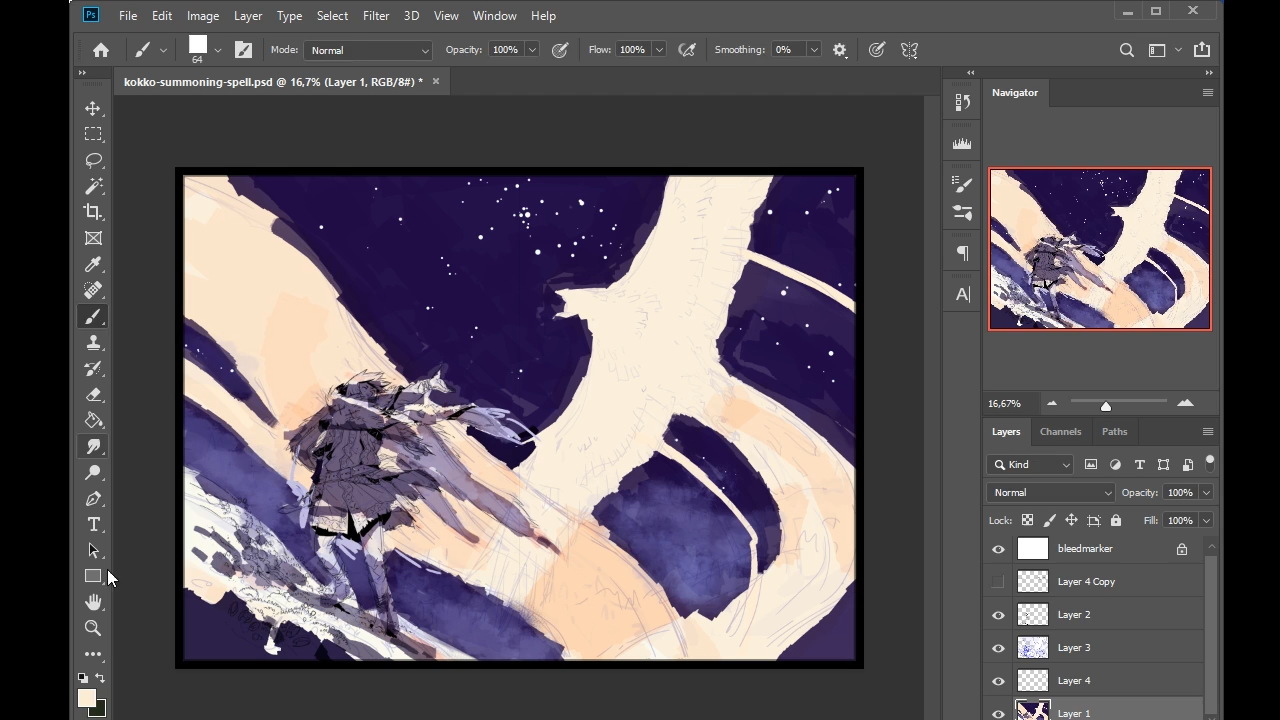 Ps File Edit Image Layer Type Select Filter 3D View Window Help
64 Mode: Normal Opacity: 100% Flow: 100% Smoothing: 0%
kokko-summoning-spell.psd @ 16,7% (Layer 1, RGB/8#) *
Navigator
16,67%
Layers Channels Paths
Kind
Normal Opacity: 100%
Lock: Fill: 100%
bleedmarker
Layer 4 Copy
Layer 2
Layer 3
Layer 4
Layer 1